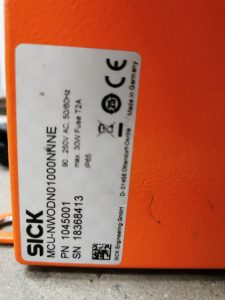 SICK
MCU-NWODN01000NNNE
90...250V AC, 50/60Hz
max. 30W Fuse T2A
IP65
PN 1045001
SN 18368413
SICK Engineering GmbH
D-01458 Ottendorf-Okrilla
Made in Germany
CE